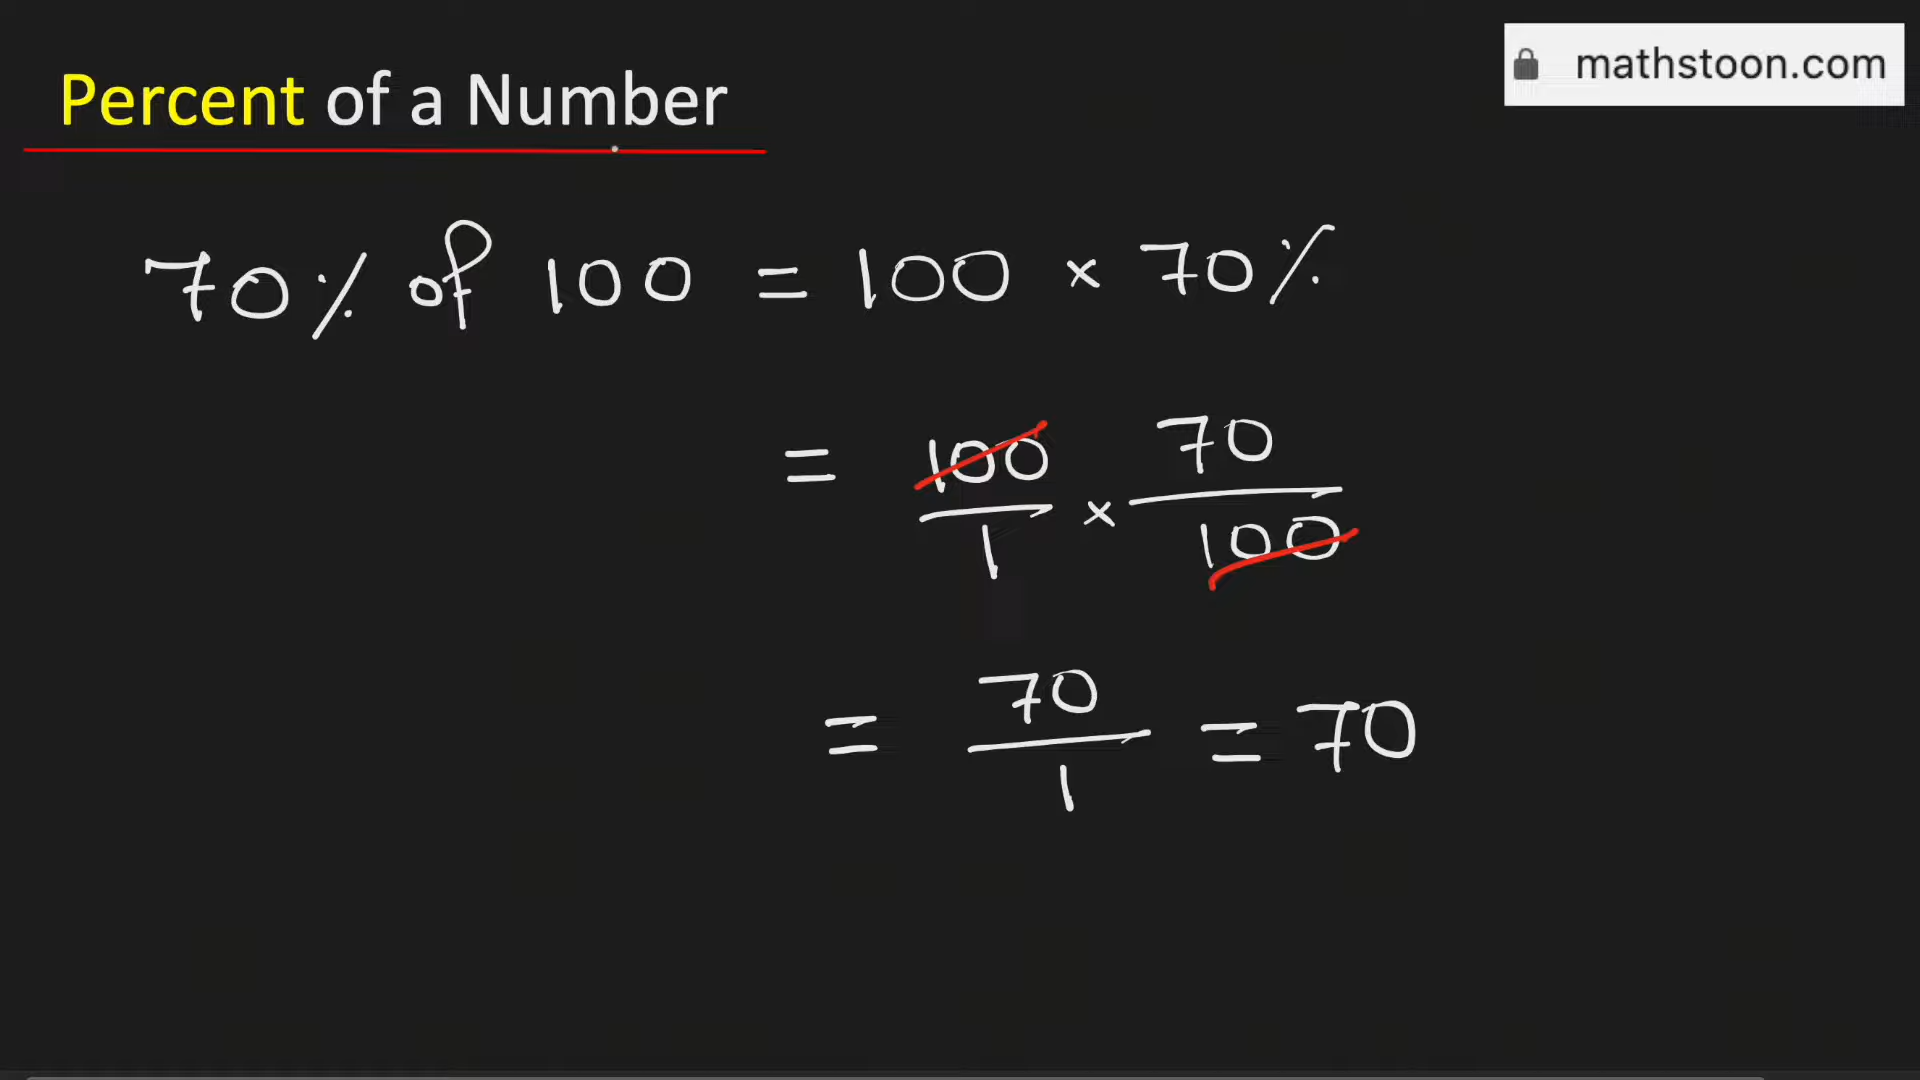 mathstoon.com
Percent of a Number
70% of 100 = 100 × 70%
= 100/1 × 70/100
= 70/1 = 70